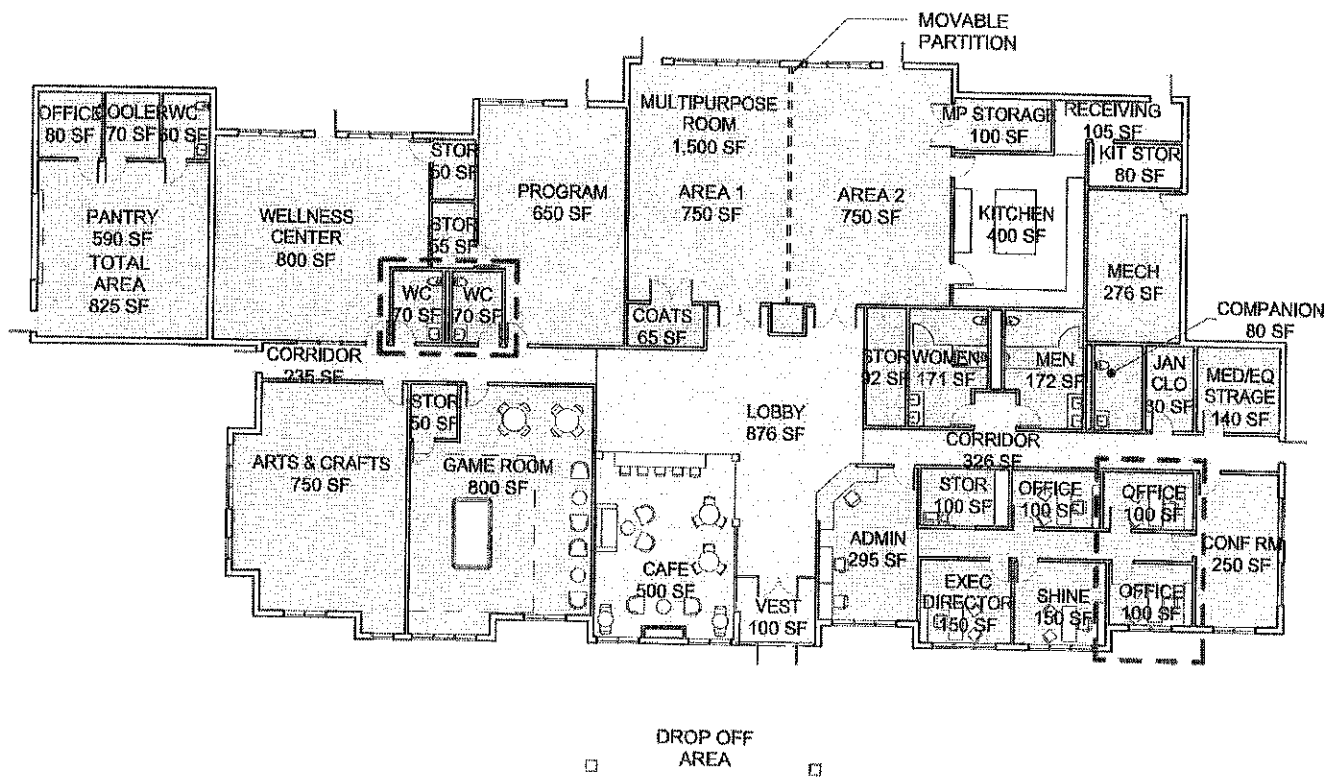 MOVABLE
PARTITION
OFFICE
80 SF
COOLER
70 SF
WC
60 SF
PANTRY
590 SF
TOTAL
AREA
825 SF
WELLNESS
CENTER
800 SF
STOR
50 SF
STOR
55 SF
WC
70 SF
WC
70 SF
PROGRAM
650 SF
MULTIPURPOSE
ROOM
1,500 SF
AREA 1
750 SF
AREA 2
750 SF
COATS
65 SF
MP STORAGE
100 SF
RECEIVING
105 SF
KIT STOR
80 SF
KITCHEN
400 SF
MECH
276 SF
COMPANION
80 SF
CORRIDOR
235 SF
STOR
92 SF
WOMEN
171 SF
MEN
172 SF
JAN
CLO
80 SF
MED/EQ
STRAGE
140 SF
LOBBY
876 SF
CORRIDOR
326 SF
ARTS & CRAFTS
750 SF
STOR
50 SF
GAME ROOM
800 SF
CAFE
500 SF
VEST
100 SF
ADMIN
295 SF
STOR
100 SF
OFFICE
100 SF
OFFICE
100 SF
EXEC
DIRECTOR
150 SF
SHINE
150 SF
OFFICE
100 SF
CONF RM
250 SF
DROP OFF
AREA